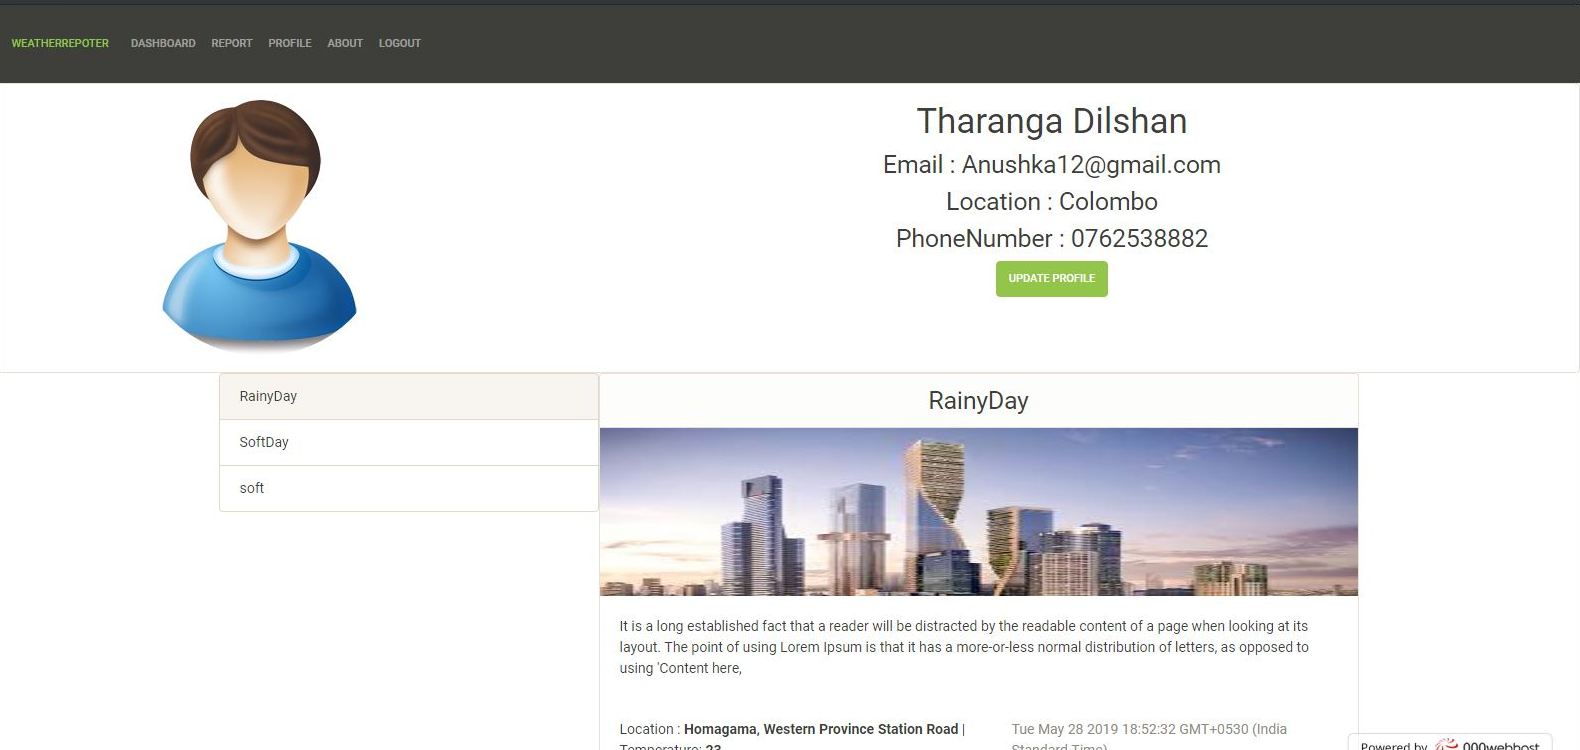 WEATHERREPOTER DASHBOARD REPORT PROFILE ABOUT LOGOUT
Tharanga Dilshan
Email : Anushka12@gmail.com
Location : Colombo
PhoneNumber : 0762538882
UPDATE PROFILE
RainyDay
SoftDay
soft
RainyDay
It is a long established fact that a reader will be distracted by the readable content of a page when looking at its
layout. The point of using Lorem Ipsum is that it has a more-or-less normal distribution of letters, as opposed to
using 'Content here,
Location : Homagama, Western Province Station Road |
Temperature: 23
Tue May 28 2019 18:52:32 GMT+0530 (India
Standard Time)
Powered by 000webhost